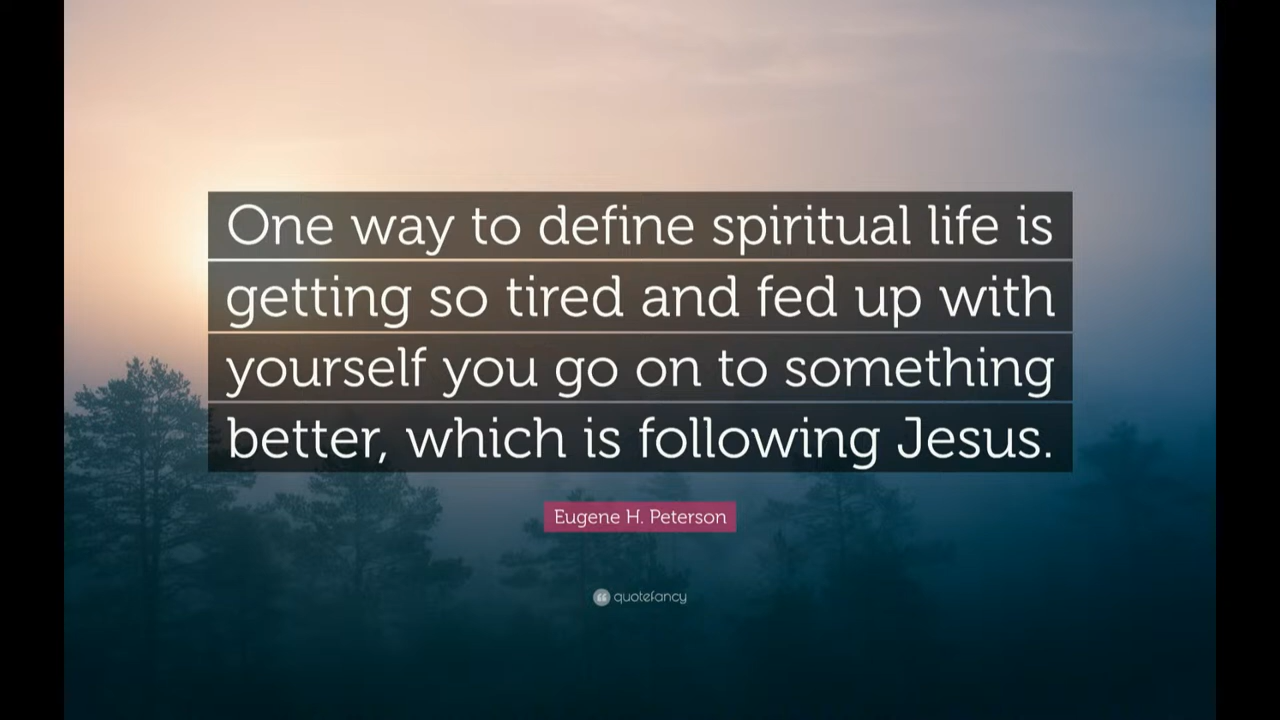 One way to define spiritual life is
getting so tired and fed up with
yourself you go on to something
better, which is following Jesus.
Eugene H. Peterson
quotefancy